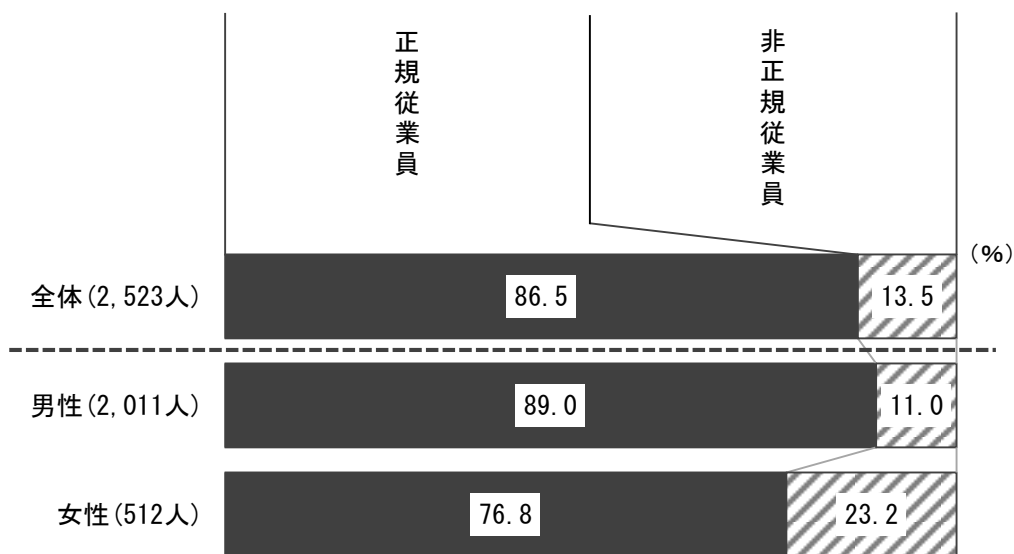 正規従業員
非正規従業員
(%)
全体(2,523人)
86.5
13.5
男性(2,011人)
89.0
11.0
女性(512人)
76.8
23.2